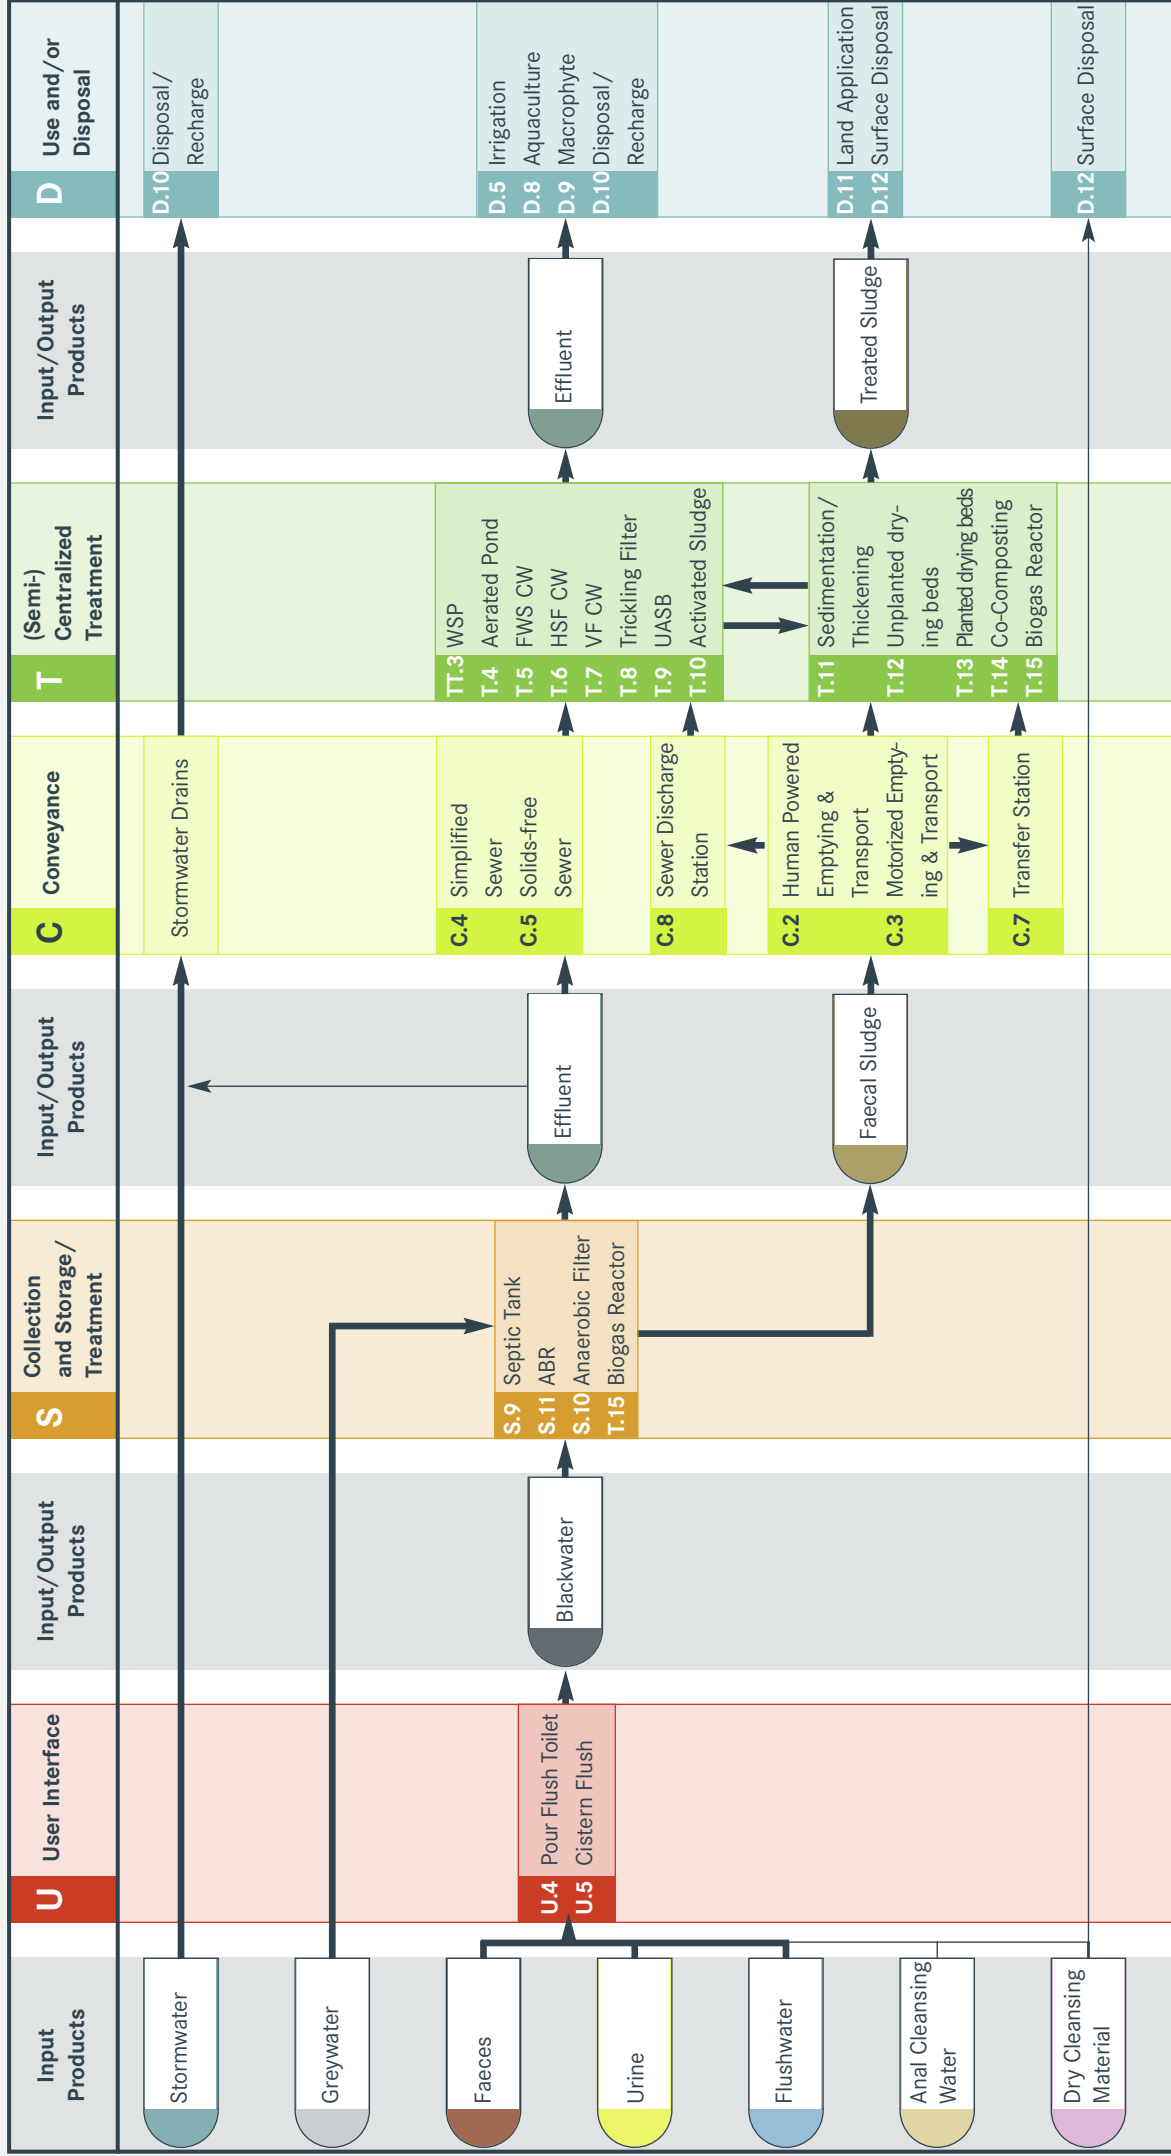 Input
Products
U User Interface
Input/Output
Products
S Collection
and Storage/
Treatment
Input/Output
Products
C Conveyance
T (Semi-)
Centralized
Treatment
Input/Output
Products
D Use and/or
Disposal
Stormwater
Greywater
Faeces
Urine
Flushwater
Anal Cleansing
Water
Dry Cleansing
Material
U.4 Pour Flush Toilet
U.5 Cistern Flush
Blackwater
S.9 Septic Tank
S.11 ABR
S.10 Anaerobic Filter
T.15 Biogas Reactor
Effluent
Faecal Sludge
Stormwater Drains
C.4 Simplified
Sewer
C.5 Solids-free
Sewer
C.8 Sewer Discharge
Station
C.2 Human Powered
Emptying &
Transport
C.3 Motorized Empty-
ing & Transport
C.7 Transfer Station
TT.3 WSP
T.4 Aerated Pond
T.5 FWS CW
T.6 HSF CW
T.7 VF CW
T.8 Trickling Filter
T.9 UASB
T.10 Activated Sludge
T.11 Sedimentation/
Thickening
T.12 Unplanted dry-
ing beds
T.13 Planted drying beds
T.14 Co-Composting
T.15 Biogas Reactor
Effluent
Treated Sludge
D.10 Disposal/
Recharge
D.5 Irrigation
D.8 Aquaculture
D.9 Macrophyte
D.10 Disposal/
Recharge
D.11 Land Application
D.12 Surface Disposal
D.12 Surface Disposal